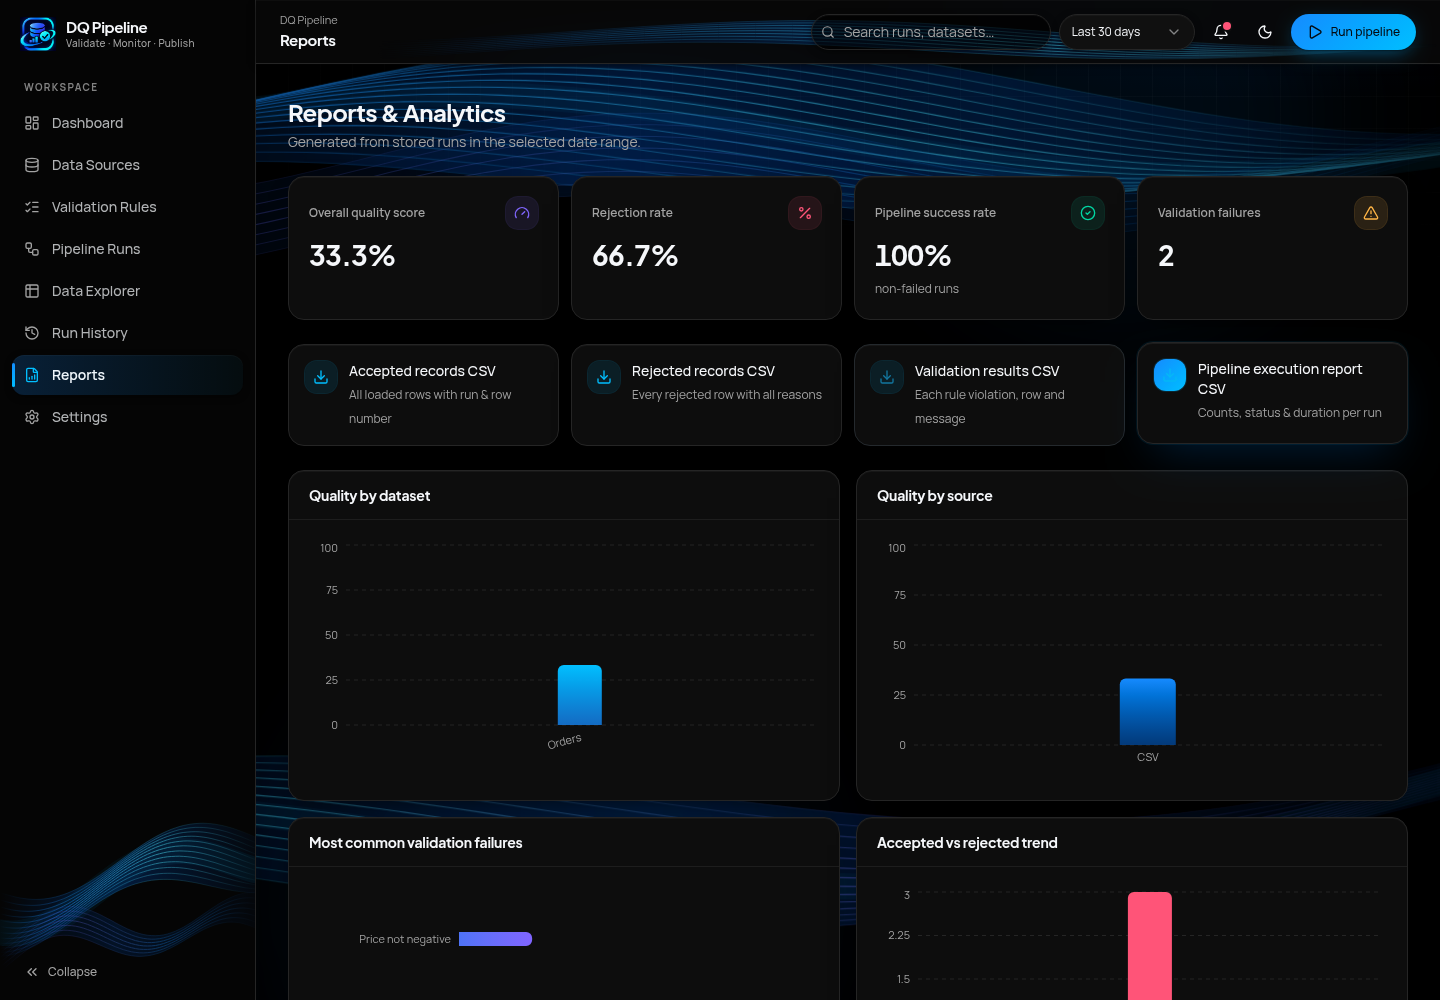 DQ Pipeline
Validate · Monitor · Publish
WORKSPACE
Dashboard
Data Sources
Validation Rules
Pipeline Runs
Data Explorer
Run History
Reports
Settings
Collapse
DQ Pipeline
Reports
Search runs, datasets...
Last 30 days
Run pipeline
Reports & Analytics
Generated from stored runs in the selected date range.
Overall quality score
33.3%
Rejection rate
66.7%
Pipeline success rate
100%
non-failed runs
Validation failures
2
Accepted records CSV
All loaded rows with run & row
number
Rejected records CSV
Every rejected row with all reasons
Validation results CSV
Each rule violation, row and
message
Pipeline execution report
CSV
Counts, status & duration per run
Quality by dataset
100
75
50
25
0
Orders
Quality by source
100
75
50
25
0
CSV
Most common validation failures
Price not negative
Accepted vs rejected trend
3
2.25
1.5